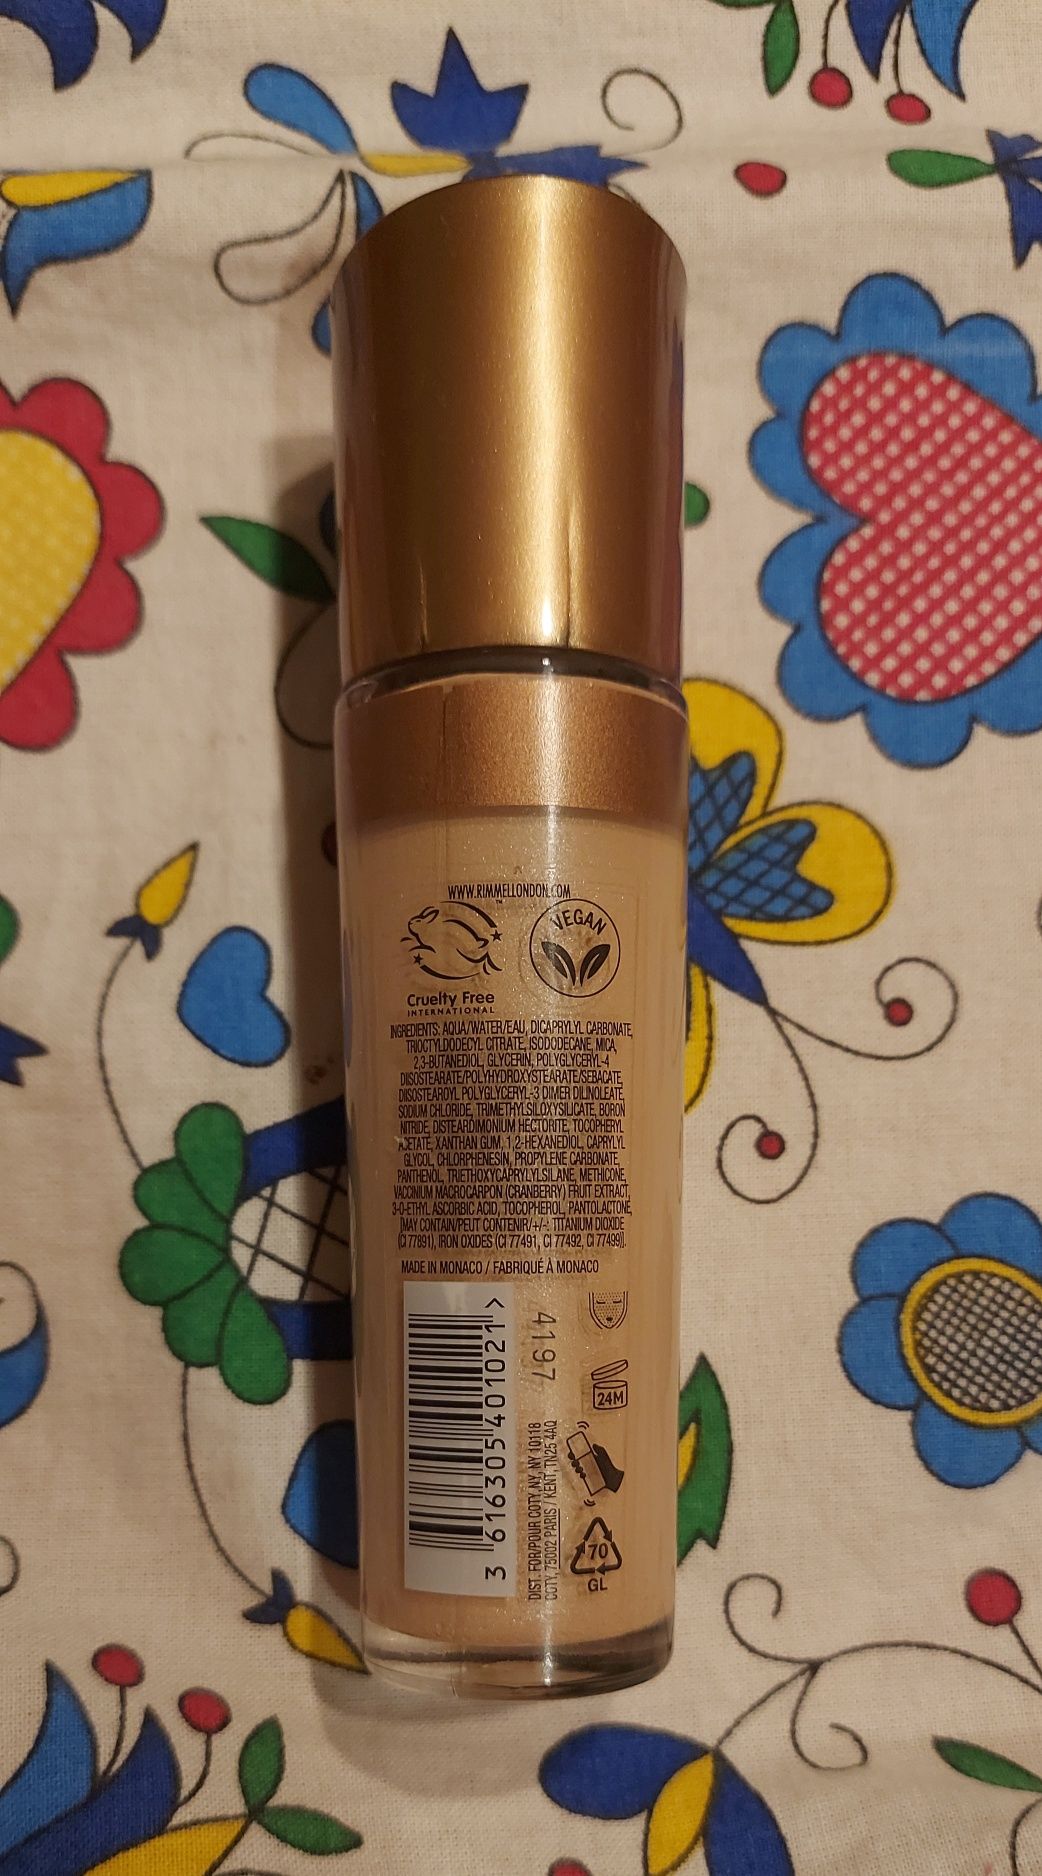 WWW.RIMMELLONDON.COM
™
VEGAN
Cruelty Free
INTERNATIONAL
INGREDIENTS: AQUA/WATER/EAU, DICAPRYLYL CARBONATE,
TRIOCTYLDODECYL CITRATE, ISODODECANE, MICA,
2,3-BUTANEDIOL, GLYCERIN, POLYGLYCERYL-4
DIISOSTEARATE/POLYHYDROXYSTEARATE/SEBACATE,
DIISOSTEAROYL POLYGLYCERYL-3 DIMER DILINOLEATE,
SODIUM CHLORIDE, TRIMETHYLSILOXYSILICATE, BORON
NITRIDE, DISTEARDIMONIUM HECTORITE, TOCOPHERYL
ACETATE, XANTHAN GUM, 1,2-HEXANEDIOL, CAPRYLYL
GLYCOL, CHLORPHENESIN, PROPYLENE CARBONATE,
PANTHENOL, TRIETHOXYCAPRYLYLSILANE, METHICONE,
VACCINIUM MACROCARPON (CRANBERRY) FRUIT EXTRACT,
3-O-ETHYL ASCORBIC ACID, TOCOPHEROL, PANTOLACTONE,
[MAY CONTAIN/PEUT CONTENIR/+/-: TITANIUM DIOXIDE
(CI 77891), IRON OXIDES (CI 77491, CI 77492, CI 77499)].
MADE IN MONACO / FABRIQUÉ À MONACO
3 616305 401021 >
4197
24M
DIST. FOR/POUR COTY, NY, NY 10118
COTY, 75002 PARIS / KENT, TN25 4AQ
70
GL